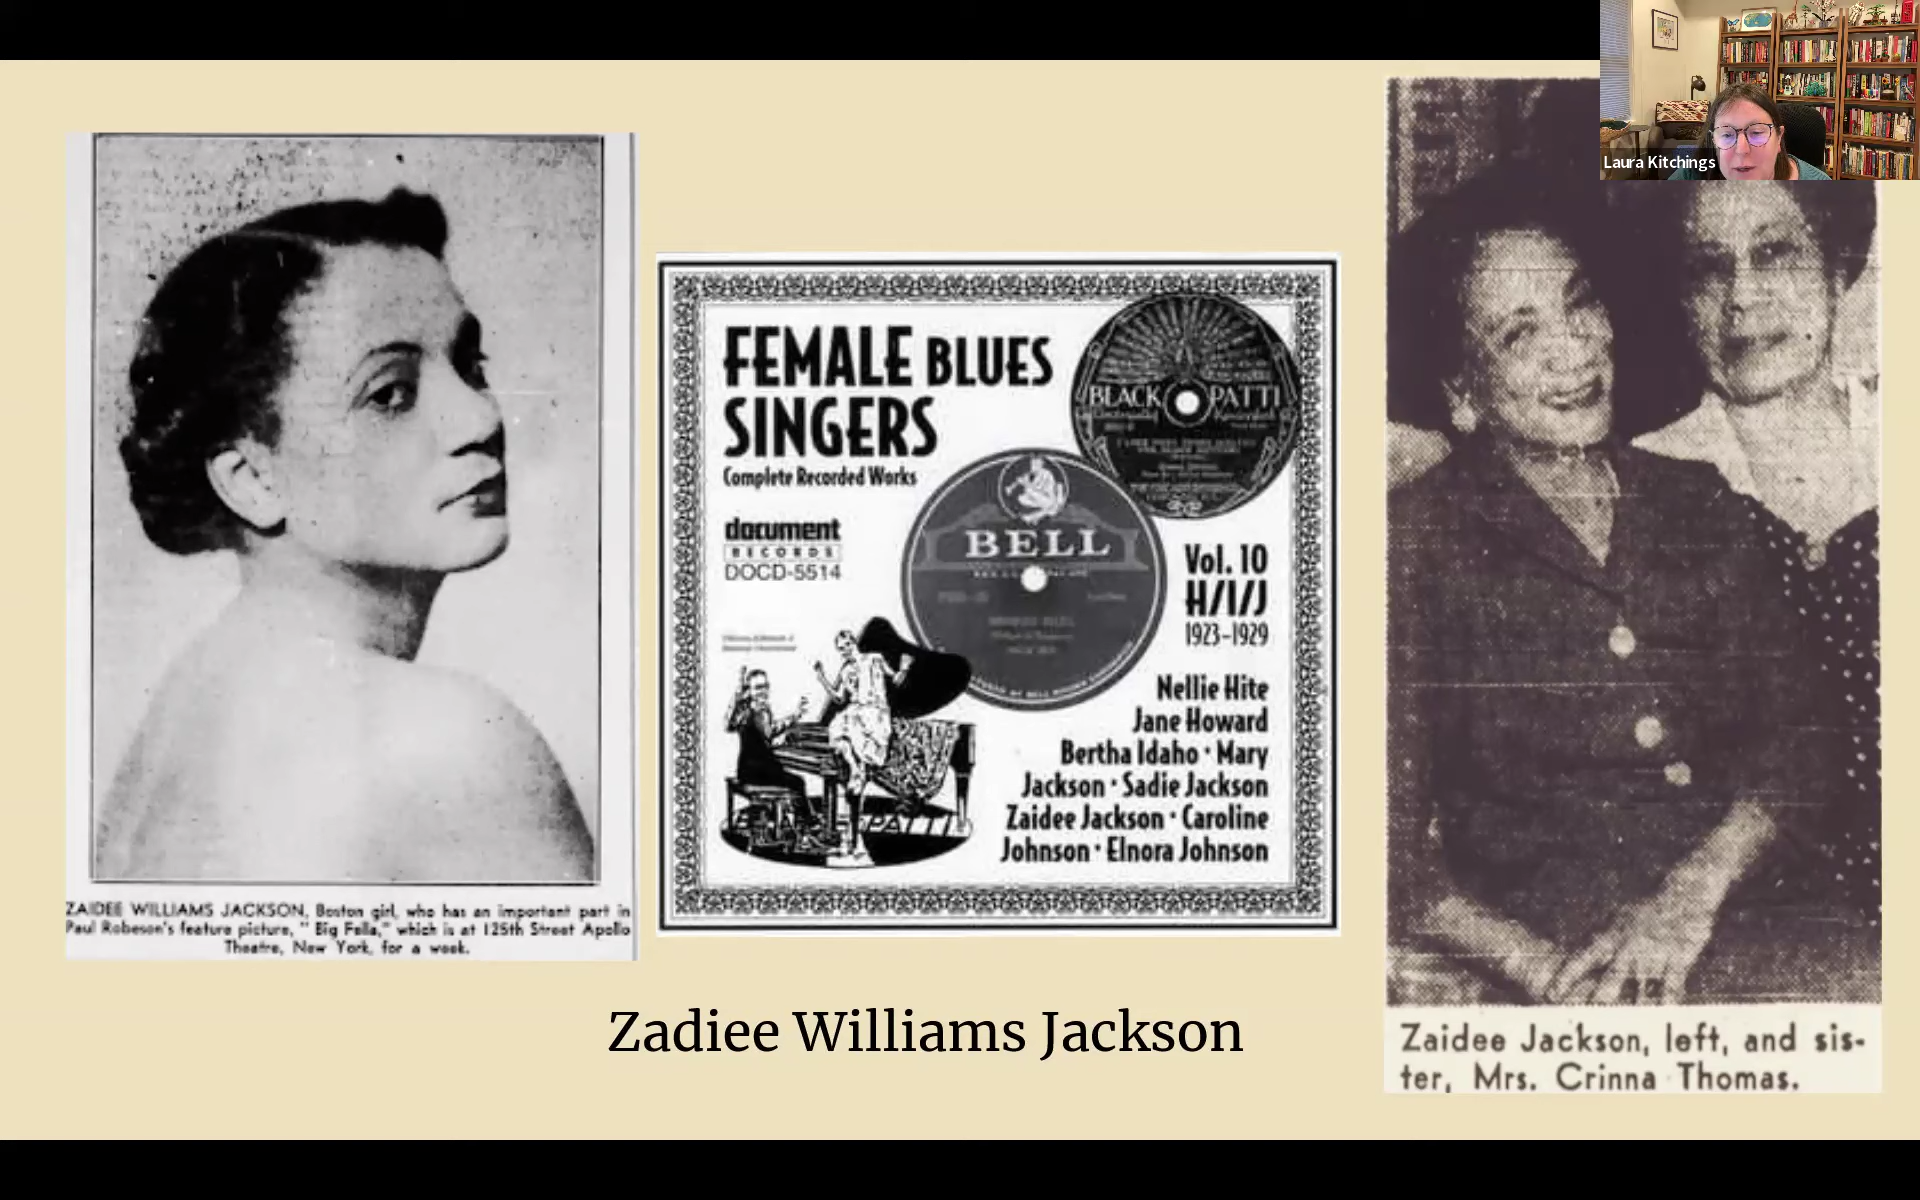 Laura Kitchings
ZAIDEE WILLIAMS JACKSON, Boston girl, who has an important part in
Paul Robeson's feature picture, " Big Fella," which is at 125th Street Apollo
Theatre, New York, for a week.
FEMALE BLUES
SINGERS
Complete Recorded Works
document
RECORDS
DOCD-5514
BLACK PATTI
BELL
Vol. 10
H/I/J
1923-1929
Nellie Hite
Jane Howard
Bertha Idaho · Mary
Jackson · Sadie Jackson
Zaidee Jackson · Caroline
Johnson · Elnora Johnson
PATTI
Zaidee Jackson, left, and sis-
ter, Mrs. Crinna Thomas.
Zadiee Williams Jackson